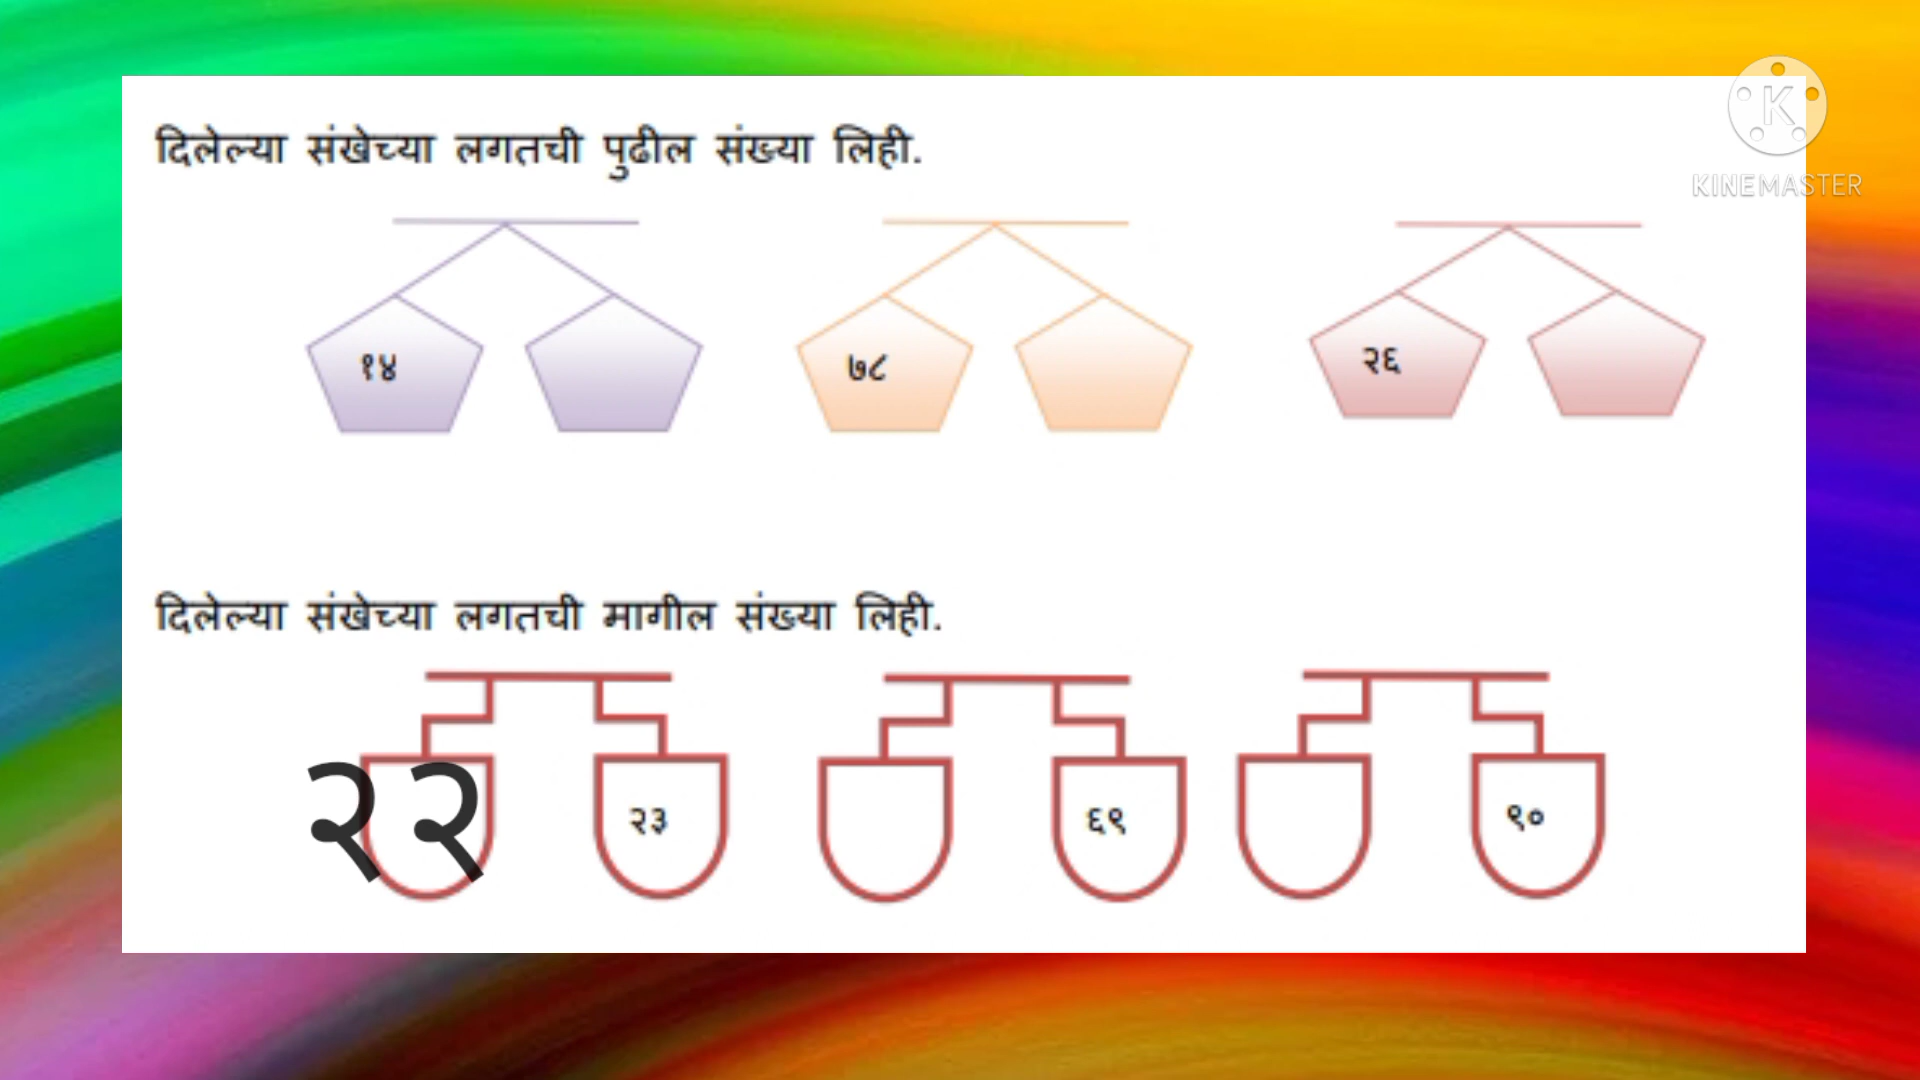 दिलेल्या संखेच्या लगतची पुढील संख्या लिही.
K
KINEMASTER
१४ ७८ २६
दिलेल्या संखेच्या लगतची मागील संख्या लिही.
२२ २३ ६९ ९०